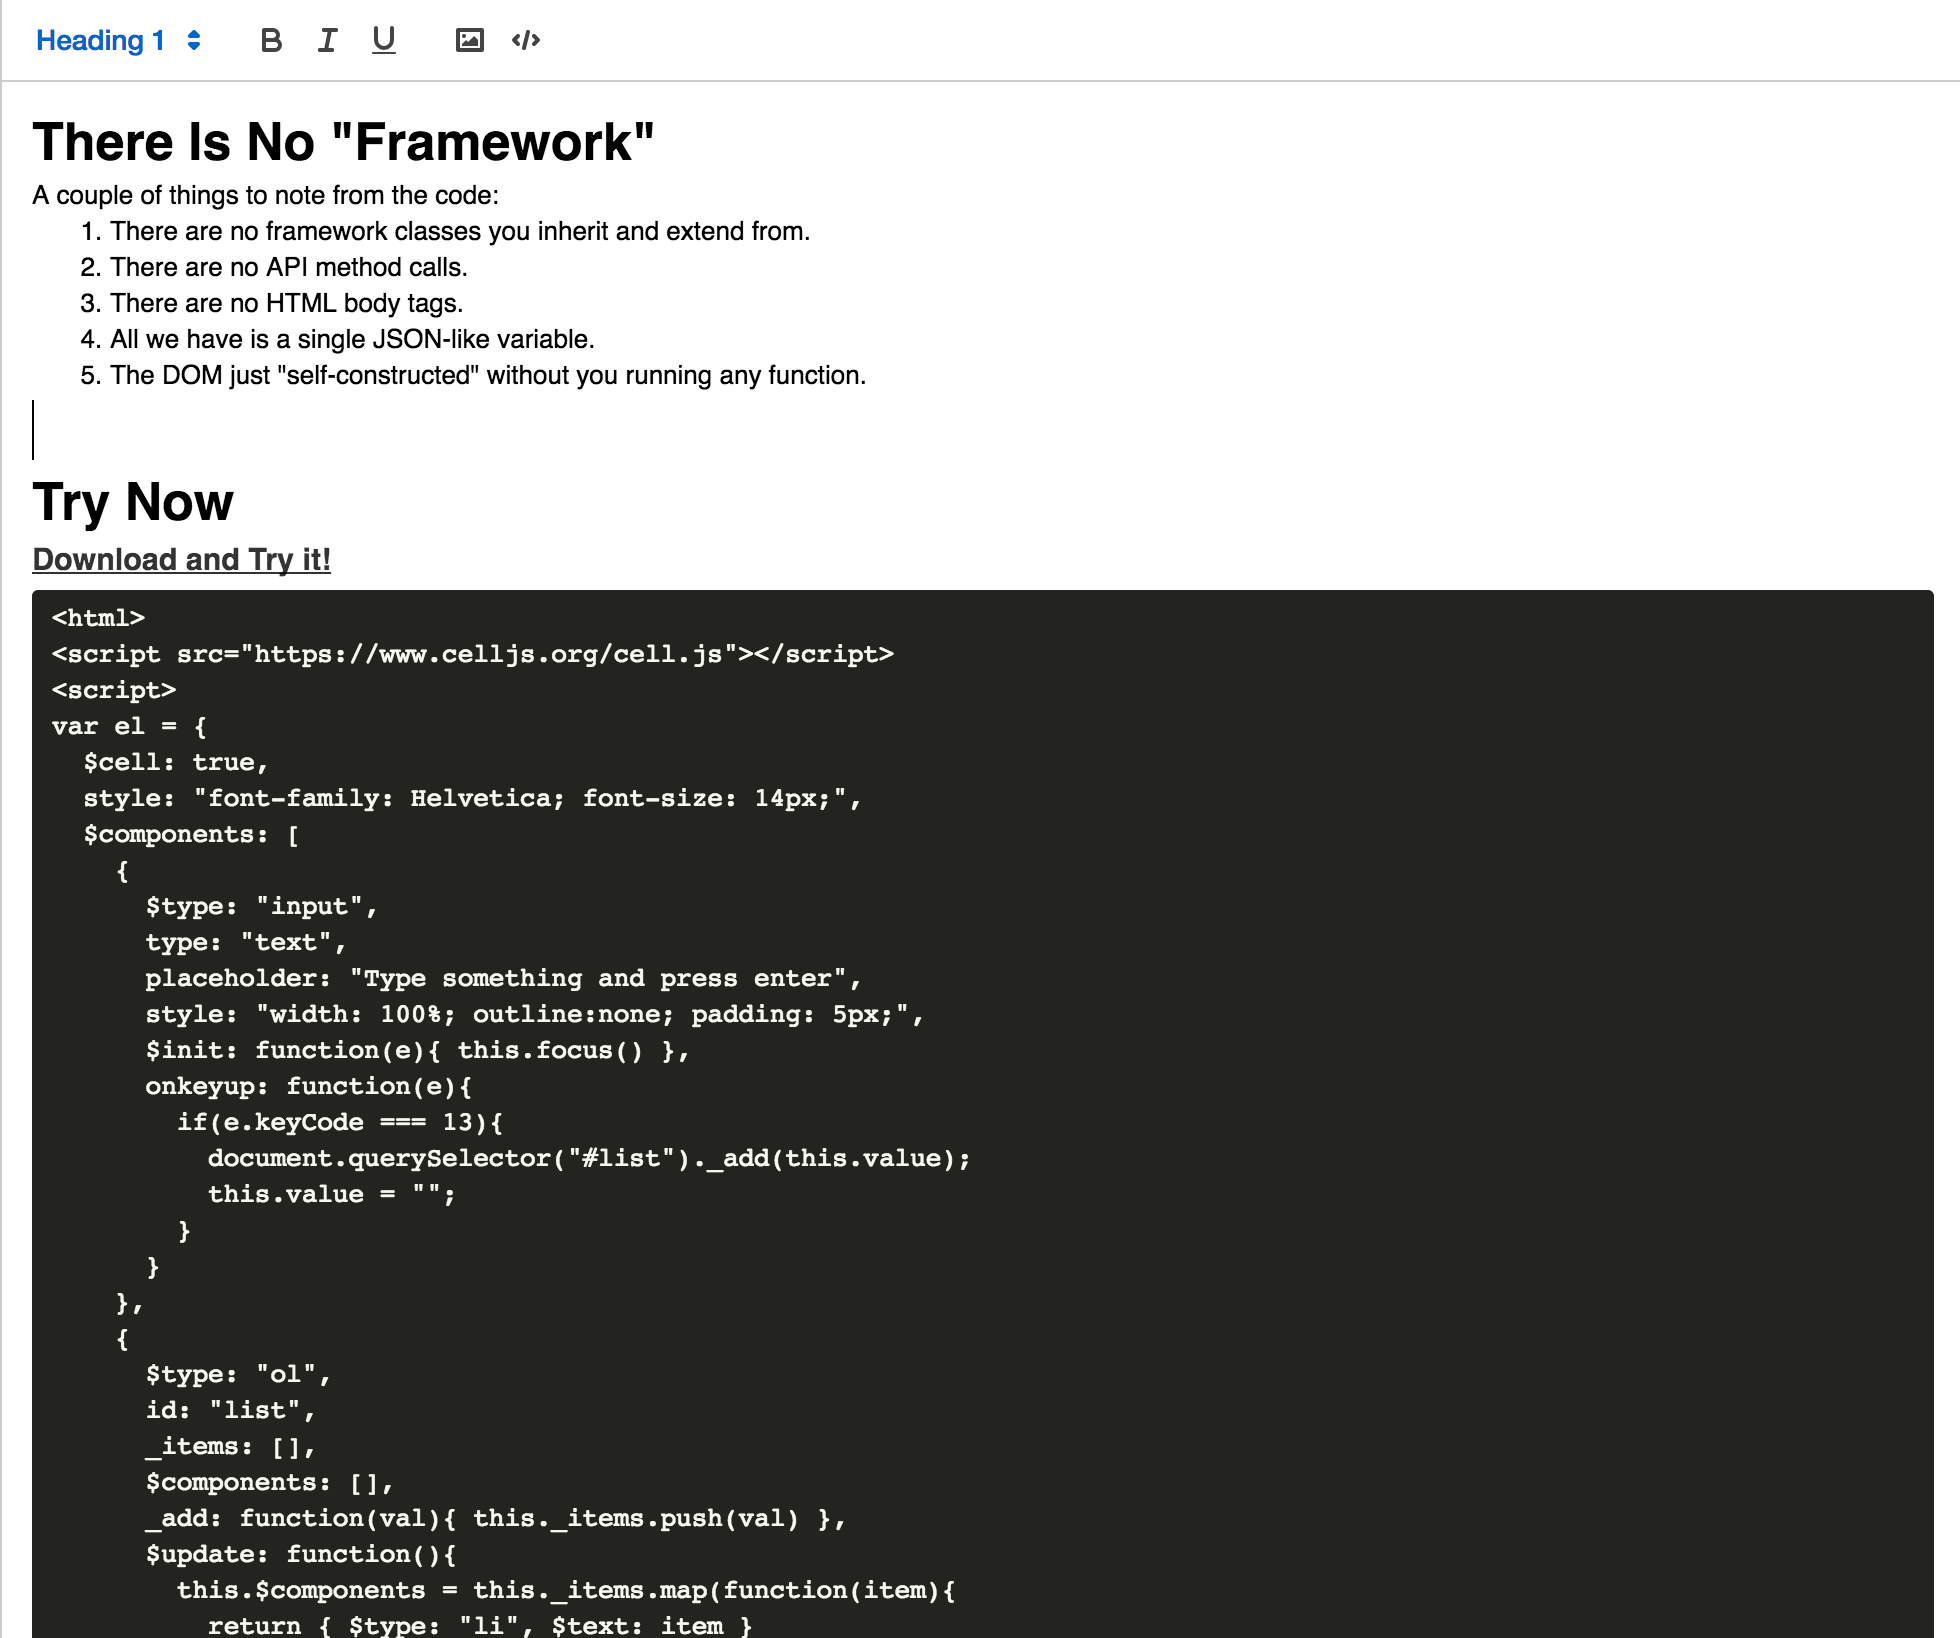 Heading 1 B I U </>
There Is No "Framework"
A couple of things to note from the code:
1. There are no framework classes you inherit and extend from.
2. There are no API method calls.
3. There are no HTML body tags.
4. All we have is a single JSON-like variable.
5. The DOM just "self-constructed" without you running any function.
Try Now
Download and Try it!
<html>
<script src="https://www.celljs.org/cell.js"></script>
<script>
var el = {
  $cell: true,
  style: "font-family: Helvetica; font-size: 14px;",
  $components: [
    {
      $type: "input",
      type: "text",
      placeholder: "Type something and press enter",
      style: "width: 100%; outline:none; padding: 5px;",
      $init: function(e){ this.focus() },
      onkeyup: function(e){
        if(e.keyCode === 13){
          document.querySelector("#list")._add(this.value);
          this.value = "";
        }
      }
    },
    {
      $type: "ol",
      id: "list",
      _items: [],
      $components: [],
      _add: function(val){ this._items.push(val) },
      $update: function(){
        this.$components = this._items.map(function(item){
          return { $type: "li", $text: item }